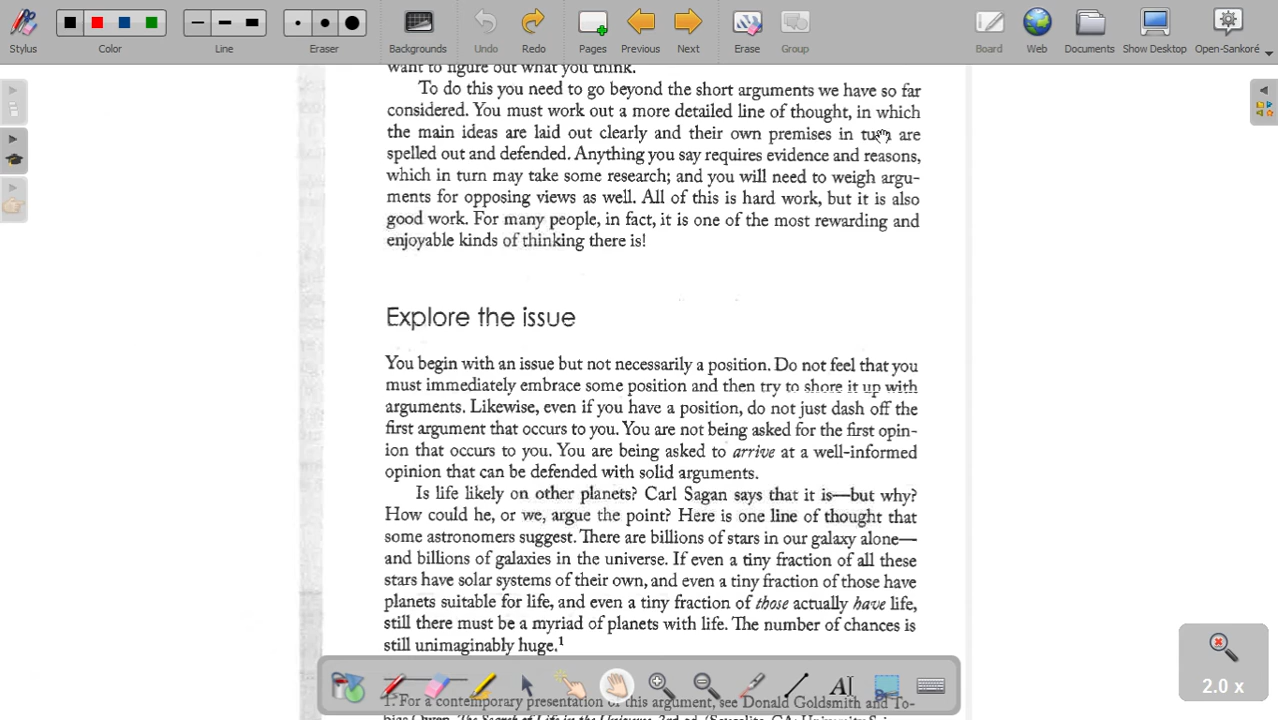 Stylus
Color
Line
Eraser
Backgrounds
Undo
Redo
Pages
Previous
Next
Erase
Group
Board
Web
Documents
Show Desktop
Open-Sankoré
want to figure out what you think.
To do this you need to go beyond the short arguments we have so far
considered. You must work out a more detailed line of thought, in which
the main ideas are laid out clearly and their own premises in turn are
spelled out and defended. Anything you say requires evidence and reasons,
which in turn may take some research; and you will need to weigh argu-
ments for opposing views as well. All of this is hard work, but it is also
good work. For many people, in fact, it is one of the most rewarding and
enjoyable kinds of thinking there is!
Explore the issue
You begin with an issue but not necessarily a position. Do not feel that you
must immediately embrace some position and then try to shore it up with
arguments. Likewise, even if you have a position, do not just dash off the
first argument that occurs to you. You are not being asked for the first opin-
ion that occurs to you. You are being asked to arrive at a well-informed
opinion that can be defended with solid arguments.
Is life likely on other planets? Carl Sagan says that it is—but why?
How could he, or we, argue the point? Here is one line of thought that
some astronomers suggest. There are billions of stars in our galaxy alone—
and billions of galaxies in the universe. If even a tiny fraction of all these
stars have solar systems of their own, and even a tiny fraction of those have
planets suitable for life, and even a tiny fraction of those actually have life,
still there must be a myriad of planets with life. The number of chances is
still unimaginably huge.¹
1. For a contemporary presentation of this argument, see Donald Goldsmith and To-
2.0 x